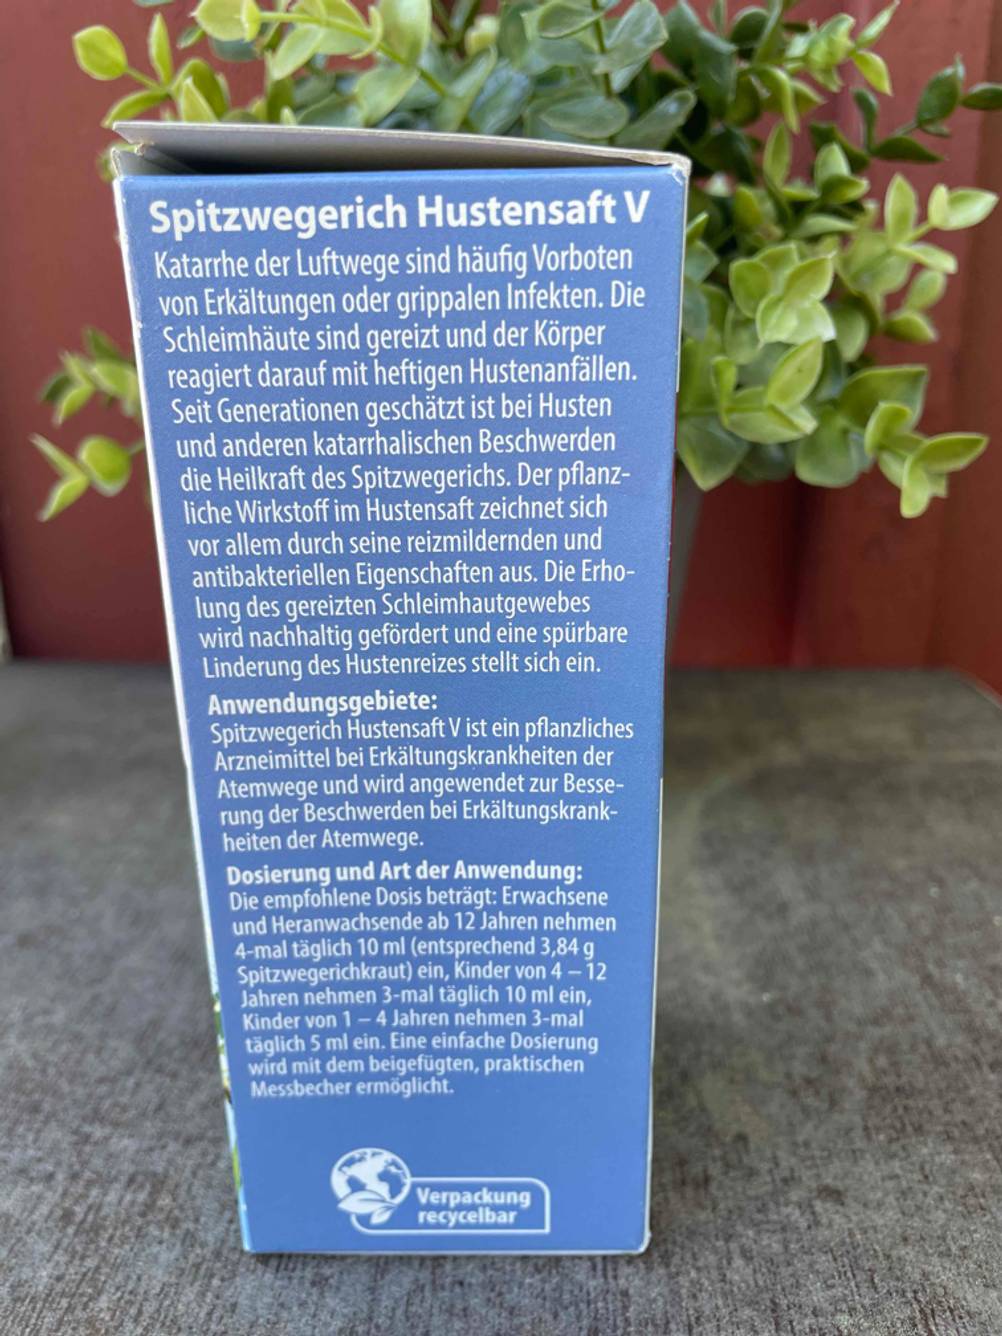 Spitzwegerich Hustensaft V
Katarrhe der Luftwege sind häufig Vorboten
von Erkältungen oder grippalen Infekten. Die
Schleimhäute sind gereizt und der Körper
reagiert darauf mit heftigen Hustenanfällen.
Seit Generationen geschätzt ist bei Husten
und anderen katarrhalischen Beschwerden
die Heilkraft des Spitzwegerichs. Der pflanz-
liche Wirkstoff im Hustensaft zeichnet sich
vor allem durch seine reizmildernden und
antibakteriellen Eigenschaften aus. Die Erho-
lung des gereizten Schleimhautgewebes
wird nachhaltig gefördert und eine spürbare
Linderung des Hustenreizes stellt sich ein.
Anwendungsgebiete:
Spitzwegerich Hustensaft V ist ein pflanzliches
Arzneimittel bei Erkältungskrankheiten der
Atemwege und wird angewendet zur Besse-
rung der Beschwerden bei Erkältungskrank-
heiten der Atemwege.
Dosierung und Art der Anwendung:
Die empfohlene Dosis beträgt: Erwachsene
und Heranwachsende ab 12 Jahren nehmen
4-mal täglich 10 ml (entsprechend 3,84 g
Spitzwegerichkraut) ein, Kinder von 4 – 12
Jahren nehmen 3-mal täglich 10 ml ein,
Kinder von 1 – 4 Jahren nehmen 3-mal
täglich 5 ml ein. Eine einfache Dosierung
wird mit dem beigefügten, praktischen
Messbecher ermöglicht.
Verpackung
recycelbar